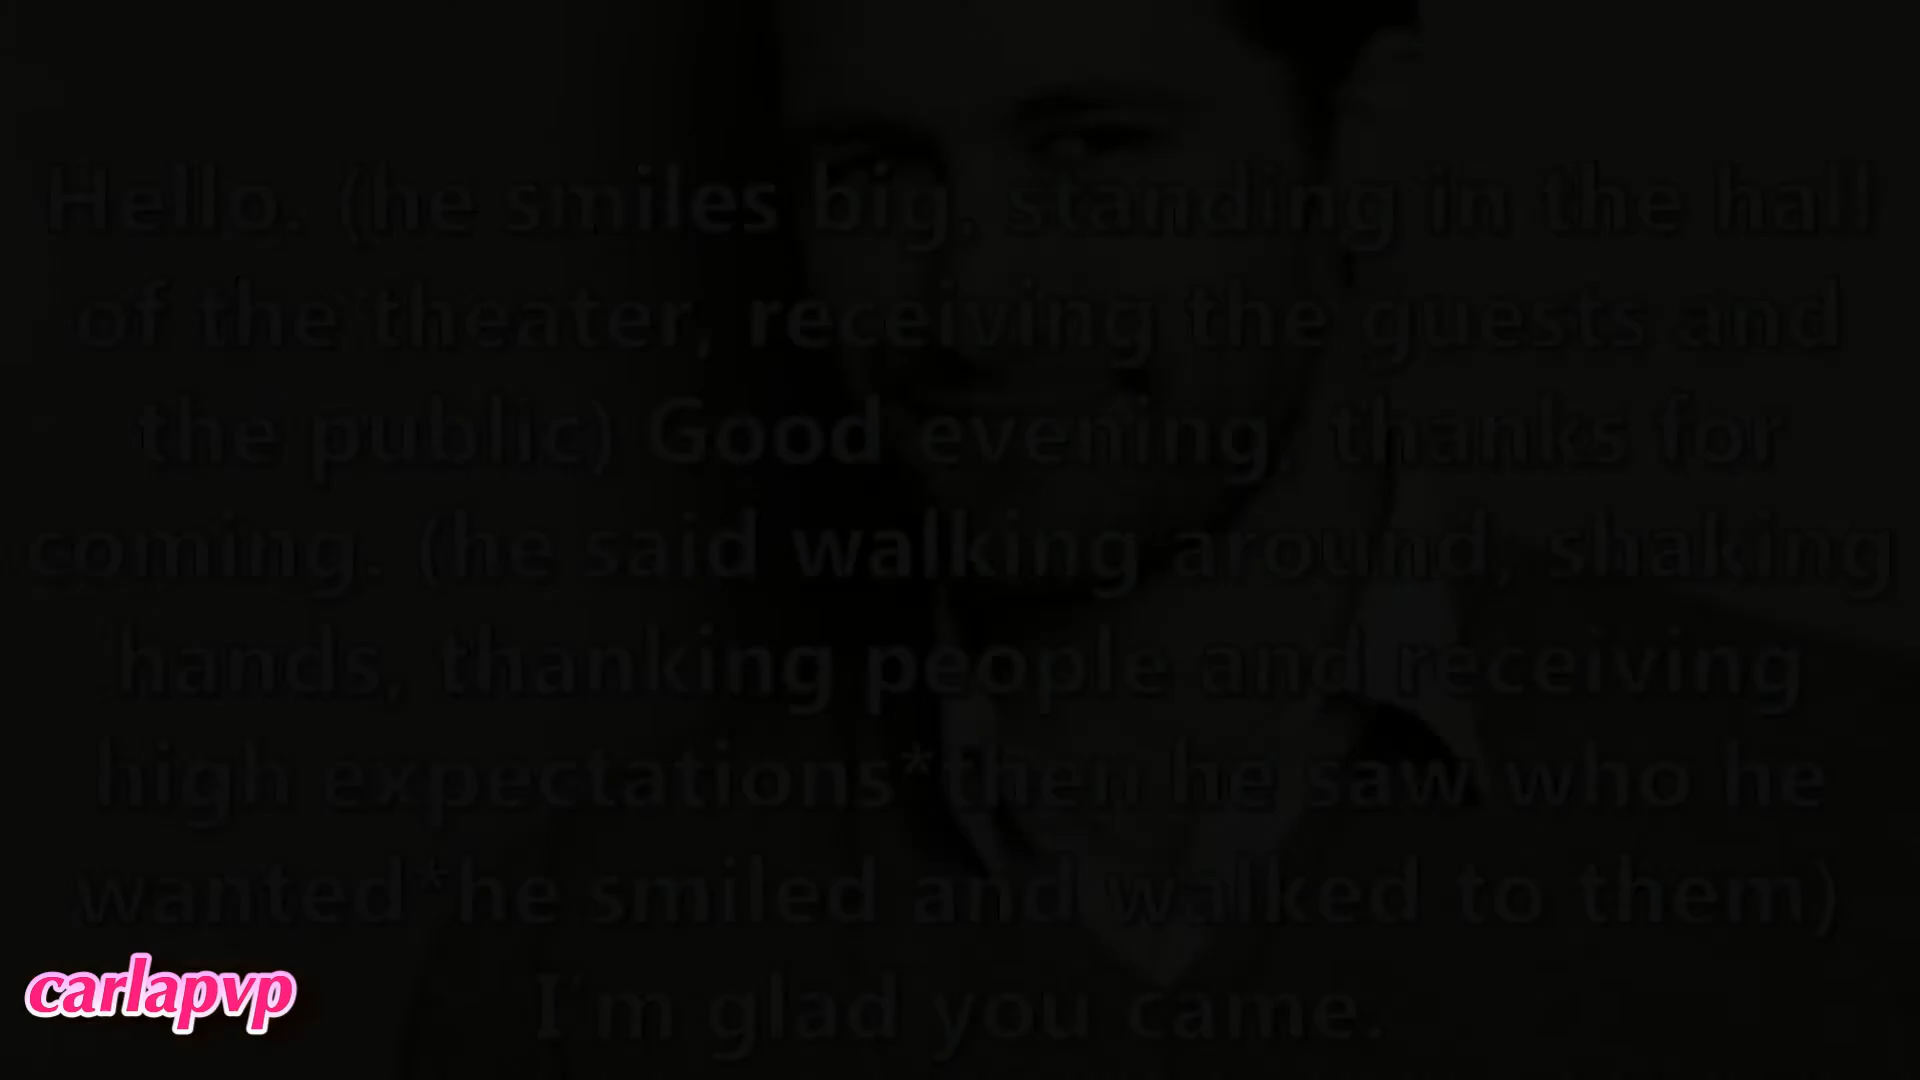 Hello. (he smiles big, standing in the hall
of the theater, receiving the guests and
the public) Good evening, thanks for
coming. (he said walking around, shaking
hands, thanking people and receiving
high expectations*then he saw who he
wanted*he smiled and walked to them)
I'm glad you came.
carlapvp